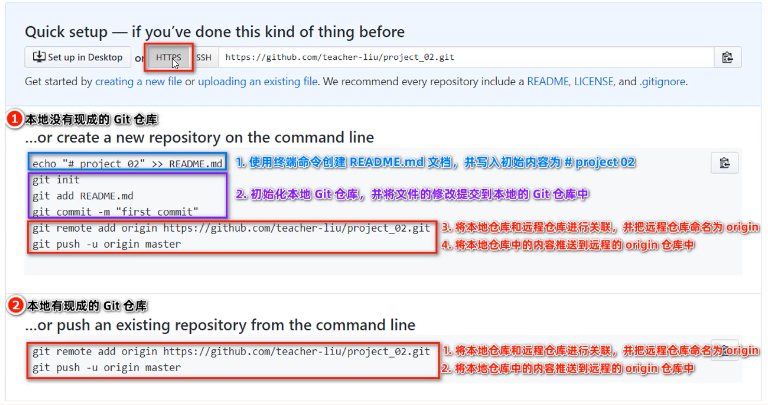 Quick setup — if you've done this kind of thing before
Set up in Desktop or HTTPS SSH https://github.com/teacher-liu/project_02.git
Get started by creating a new file or uploading an existing file. We recommend every repository include a README, LICENSE, and .gitignore.
1 本地没有现成的 Git 仓库
…or create a new repository on the command line
echo "# project_02" >> README.md 1. 使用终端命令创建 README.md 文档，并写入初始内容为 # project 02
git init
git add README.md 2. 初始化本地 Git 仓库，并将文件的修改提交到本地的 Git 仓库中
git commit -m "first commit"
git remote add origin https://github.com/teacher-liu/project_02.git 3. 将本地仓库和远程仓库进行关联，并把远程仓库命名为 origin
git push -u origin master 4. 将本地仓库中的内容推送到远程的 origin 仓库中
2 本地有现成的 Git 仓库
…or push an existing repository from the command line
git remote add origin https://github.com/teacher-liu/project_02.git 1. 将本地仓库和远程仓库进行关联，并把远程仓库命名为 origin
git push -u origin master 2. 将本地仓库中的内容推送到远程的 origin 仓库中